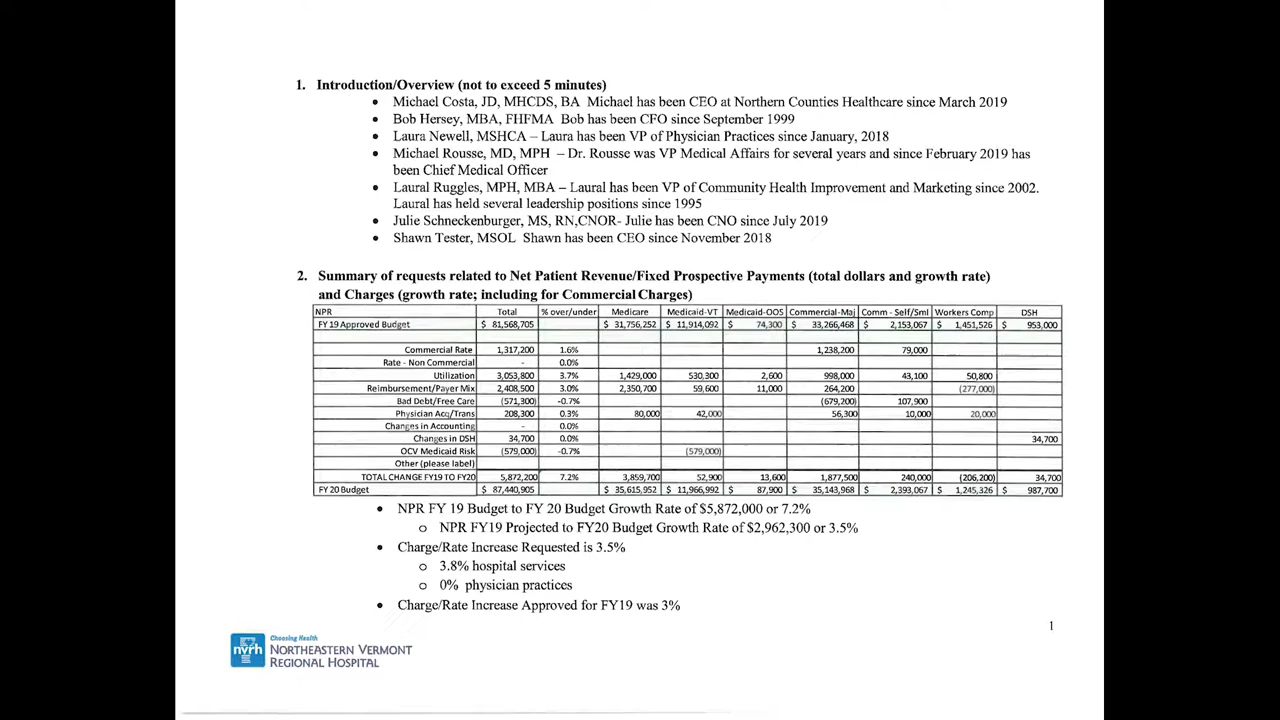 1. Introduction/Overview (not to exceed 5 minutes)
• Michael Costa, JD, MHCDS, BA Michael has been CEO at Northern Counties Healthcare since March 2019
• Bob Hersey, MBA, FHFMA Bob has been CFO since September 1999
• Laura Newell, MSHCA – Laura has been VP of Physician Practices since January, 2018
• Michael Rousse, MD, MPH – Dr. Rousse was VP Medical Affairs for several years and since February 2019 has
been Chief Medical Officer
• Laural Ruggles, MPH, MBA – Laural has been VP of Community Health Improvement and Marketing since 2002.
Laural has held several leadership positions since 1995
• Julie Schneckenburger, MS, RN,CNOR- Julie has been CNO since July 2019
• Shawn Tester, MSOL Shawn has been CEO since November 2018
2. Summary of requests related to Net Patient Revenue/Fixed Prospective Payments (total dollars and growth rate)
and Charges (growth rate; including for Commercial Charges)
NPR Total % over/under Medicare Medicaid-VT Medicaid-OOS Commercial-Maj Comm - Self/Sml Workers Comp DSH
FY 19 Approved Budget $ 81,568,705 $ 31,756,252 $ 11,914,092 $ 74,300 $ 33,266,468 $ 2,153,067 $ 1,451,526 $ 953,000
Commercial Rate 1,317,200 1.6% 1,238,200 79,000
Rate - Non Commercial - 0.0%
Utilization 3,053,800 3.7% 1,429,000 530,300 2,600 998,000 43,100 50,800
Reimbursement/Payer Mix 2,408,500 3.0% 2,350,700 59,600 11,000 264,200 (277,000)
Bad Debt/Free Care (571,300) -0.7% (679,200) 107,900
Physician Acq/Trans 208,300 0.3% 80,000 42,000 56,300 10,000 20,000
Changes in Accounting - 0.0%
Changes in DSH 34,700 0.0% 34,700
OCV Medicaid Risk (579,000) -0.7% (579,000)
Other (please label)
TOTAL CHANGE FY19 TO FY20 5,872,200 7.2% 3,859,700 52,900 13,600 1,877,500 240,000 (206,200) 34,700
FY 20 Budget $ 87,440,905 $ 35,615,952 $ 11,966,992 $ 87,900 $ 35,143,968 $ 2,393,067 $ 1,245,326 $ 987,700
• NPR FY 19 Budget to FY 20 Budget Growth Rate of $5,872,000 or 7.2%
o NPR FY19 Projected to FY20 Budget Growth Rate of $2,962,300 or 3.5%
• Charge/Rate Increase Requested is 3.5%
o 3.8% hospital services
o 0% physician practices
• Charge/Rate Increase Approved for FY19 was 3%
1
Choosing Health
nvrh
NORTHEASTERN VERMONT
REGIONAL HOSPITAL